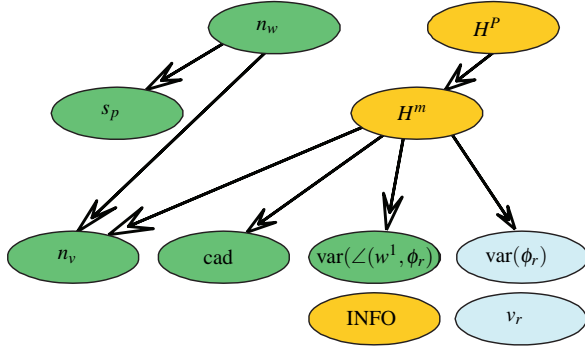 n_w H^P
s_p H^m
n_v cad var(∠(w^1, ϕ_r)) var(ϕ_r)
INFO v_r